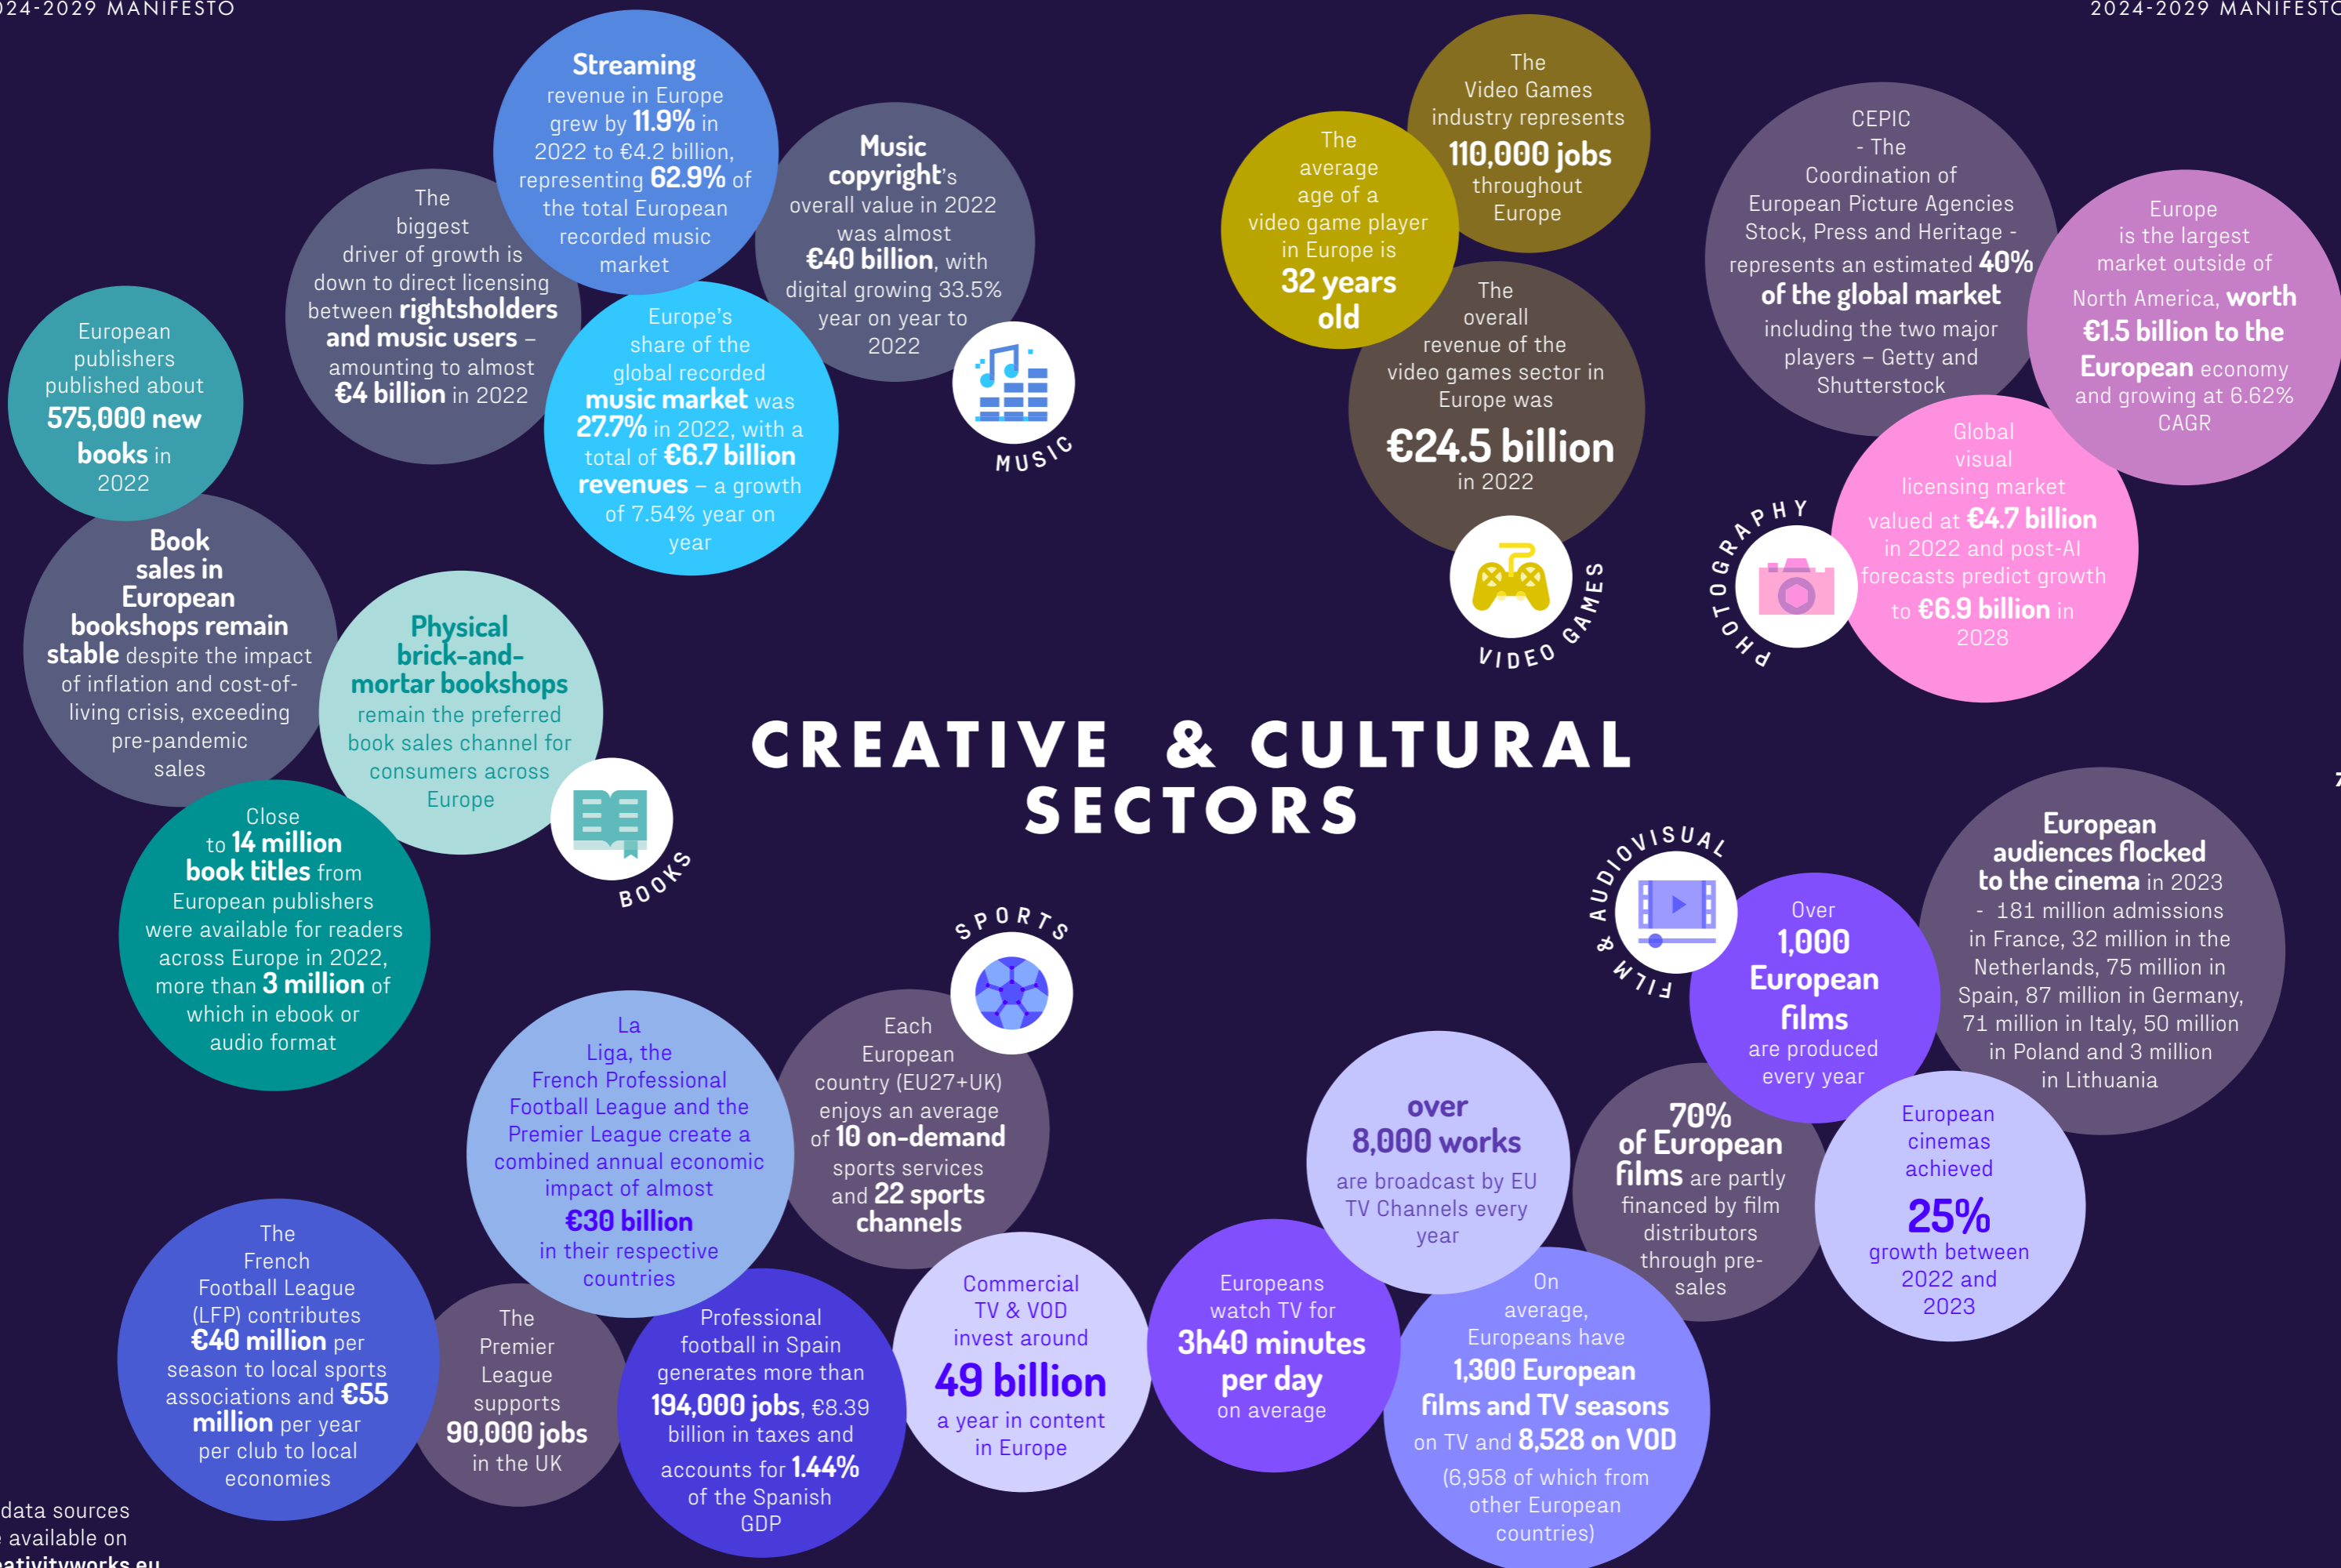 2024-2029 MANIFESTO
2024-2029 MANIFESTO
Streaming
revenue in Europe
grew by 11.9% in
2022 to €4.2 billion,
representing 62.9% of
the total European
recorded music
market
Music
copyright's
overall value in 2022
was almost
€40 billion, with
digital growing 33.5%
year on year to
2022
The
biggest
driver of growth is
down to direct licensing
between rightsholders
and music users –
amounting to almost
€4 billion in 2022
Europe's
share of the
global recorded
music market was
27.7% in 2022, with a
total of €6.7 billion
revenues – a growth
of 7.54% year on
year
MUSIC
European
publishers
published about
575,000 new
books in
2022
Book
sales in
European
bookshops remain
stable despite the impact
of inflation and cost-of-
living crisis, exceeding
pre-pandemic
sales
Physical
brick-and-
mortar bookshops
remain the preferred
book sales channel for
consumers across
Europe
Close
to 14 million
book titles from
European publishers
were available for readers
across Europe in 2022,
more than 3 million of
which in ebook or
audio format
BOOKS
The
Video Games
industry represents
110,000 jobs
throughout
Europe
The
average
age of a
video game player
in Europe is
32 years
old
The
overall
revenue of the
video games sector in
Europe was
€24.5 billion
in 2022
VIDEO GAMES
CEPIC
- The
Coordination of
European Picture Agencies
Stock, Press and Heritage -
represents an estimated 40%
of the global market
including the two major
players – Getty and
Shutterstock
Europe
is the largest
market outside of
North America, worth
€1.5 billion to the
European economy
and growing at 6.62%
CAGR
Global
visual
licensing market
valued at €4.7 billion
in 2022 and post-AI
forecasts predict growth
to €6.9 billion in
2028
PHOTOGRAPHY
CREATIVE & CULTURAL
SECTORS
SPORTS
La
Liga, the
French Professional
Football League and the
Premier League create a
combined annual economic
impact of almost
€30 billion
in their respective
countries
Each
European
country (EU27+UK)
enjoys an average
of 10 on-demand
sports services
and 22 sports
channels
The
French
Football League
(LFP) contributes
€40 million per
season to local sports
associations and €55
million per year
per club to local
economies
The
Premier
League
supports
90,000 jobs
in the UK
Professional
football in Spain
generates more than
194,000 jobs, €8.39
billion in taxes and
accounts for 1.44%
of the Spanish
GDP
FILM & AUDIOVISUAL
Over
1,000
European
films
are produced
every year
European
audiences flocked
to the cinema in 2023
- 181 million admissions
in France, 32 million in the
Netherlands, 75 million in
Spain, 87 million in Germany,
71 million in Italy, 50 million
in Poland and 3 million
in Lithuania
over
8,000 works
are broadcast by EU
TV Channels every
year
70%
of European
films are partly
financed by film
distributors
through pre-
sales
European
cinemas
achieved
25%
growth between
2022 and
2023
Commercial
TV & VOD
invest around
49 billion
a year in content
in Europe
Europeans
watch TV for
3h40 minutes
per day
on average
On
average,
Europeans have
1,300 European
films and TV seasons
on TV and 8,528 on VOD
(6,958 of which from
other European
countries)
data sources
available on